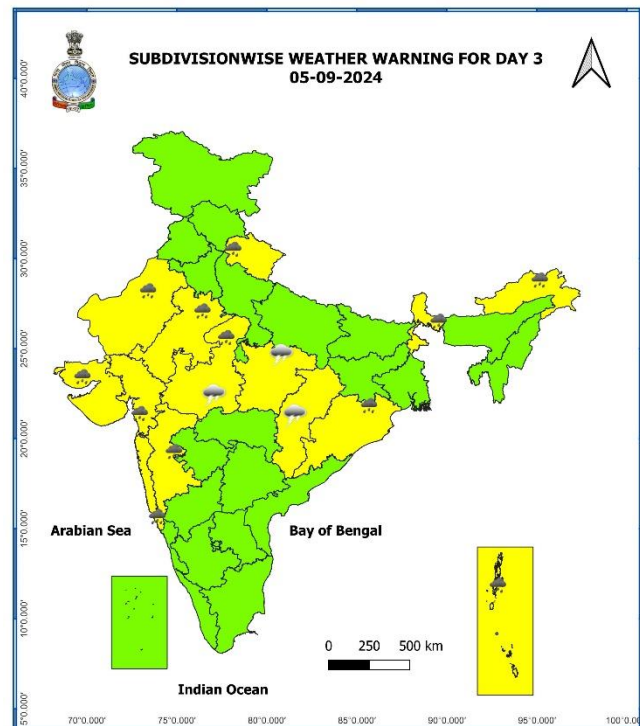 SUBDIVISIONWISE WEATHER WARNING FOR DAY 3
05-09-2024
40°0.000'
35°0.000'
30°0.000'
25°0.000'
20°0.000'
15°0.000'
10°0.000'
5°0.000'
Arabian Sea
Bay of Bengal
0 250 500 km
Indian Ocean
70°0.000' 75°0.000' 80°0.000' 85°0.000' 90°0.000' 95°0.000' 100°0.000'